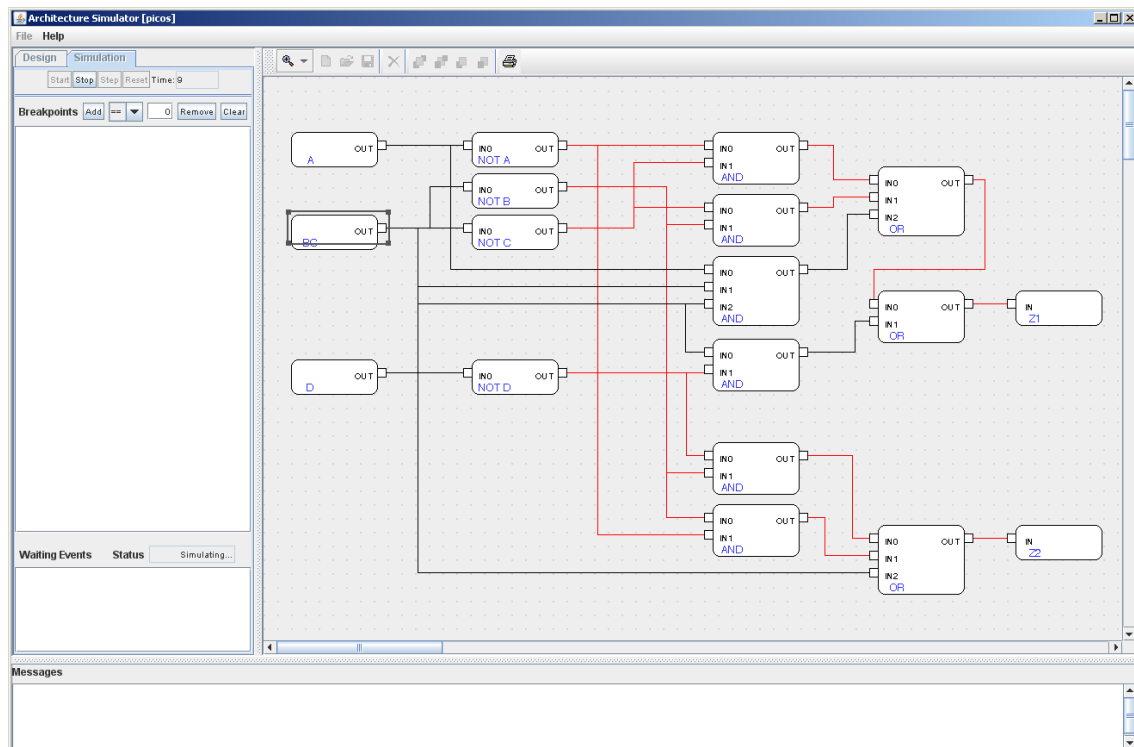 Architecture Simulator [picos]
File Help
Design Simulation
Start Stop Step Reset Time: 9
Breakpoints Add == 0 Remove Clear
Waiting Events Status Simulating...
A OUT
BC OUT
D OUT
IN0 OUT
NOT A
IN0 OUT
NOT B
IN0 OUT
NOT C
IN0 OUT
NOT D
IN0 OUT
IN1
AND
IN0 OUT
IN1
AND
IN0 OUT
IN1
IN2
AND
IN0 OUT
IN1
AND
IN0 OUT
IN1
AND
IN0 OUT
IN1
AND
IN0 OUT
IN1
IN2
OR
IN0 OUT
IN1
OR
IN0 OUT
IN1
IN2
OR
IN
Z1
IN
Z2
Messages